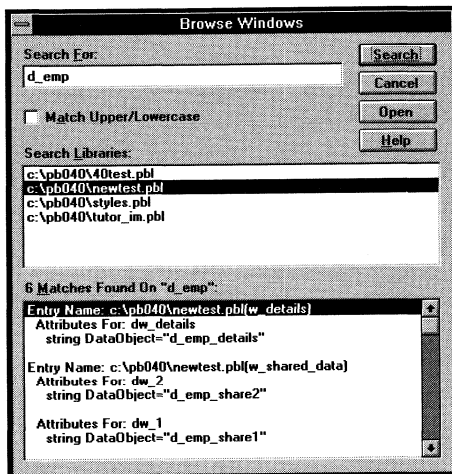 Browse Windows
Search For:
d_emp
Match Upper/Lowercase
Search
Cancel
Open
Help
Search Libraries:
c:\pb040\40test.pbl
c:\pb040\newtest.pbl
c:\pb040\styles.pbl
c:\pb040\tutor_im.pbl
6 Matches Found On "d_emp":
Entry Name: c:\pb040\newtest.pbl(w_details)
Attributes For: dw_details
string DataObject="d_emp_details"
Entry Name: c:\pb040\newtest.pbl(w_shared_data)
Attributes For: dw_2
string DataObject="d_emp_share2"
Attributes For: dw_1
string DataObject="d_emp_share1"